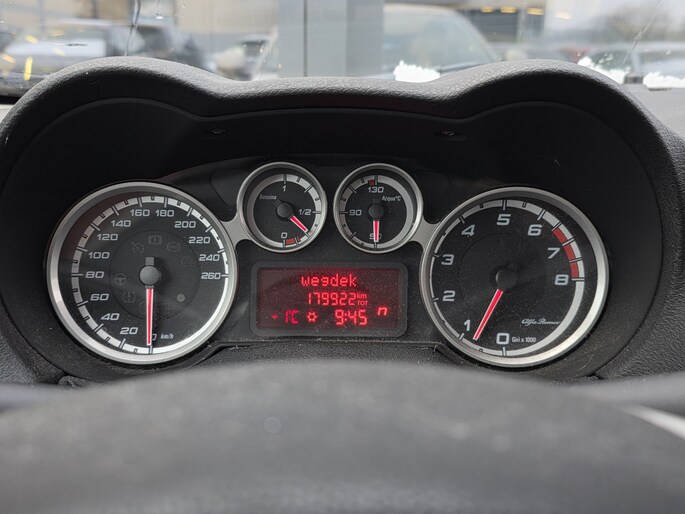 0 20 40 60 80 100 120 140 160 180 200 220 240 260
km/h
Benzina
0 1/2 1
Acqua°C
50 90 130
wegdek
179922 km TOT
-1°C 9:45 n
0 1 2 3 4 5 6 7 8
Alfa Romeo
Giri x 1000